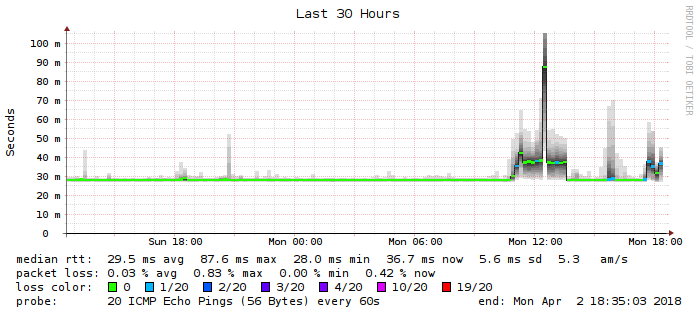 Last 30 Hours
RRDTOOL / TOBI OETIKER
Seconds
100 m
90 m
80 m
70 m
60 m
50 m
40 m
30 m
20 m
10 m
0
Sun 18:00 Mon 00:00 Mon 06:00 Mon 12:00 Mon 18:00
median rtt: 29.5 ms avg 87.6 ms max 28.0 ms min 36.7 ms now 5.6 ms sd 5.3 am/s
packet loss: 0.03 % avg 0.83 % max 0.00 % min 0.42 % now
loss color: 0 1/20 2/20 3/20 4/20 10/20 19/20
probe: 20 ICMP Echo Pings (56 Bytes) every 60s end: Mon Apr 2 18:35:03 2018